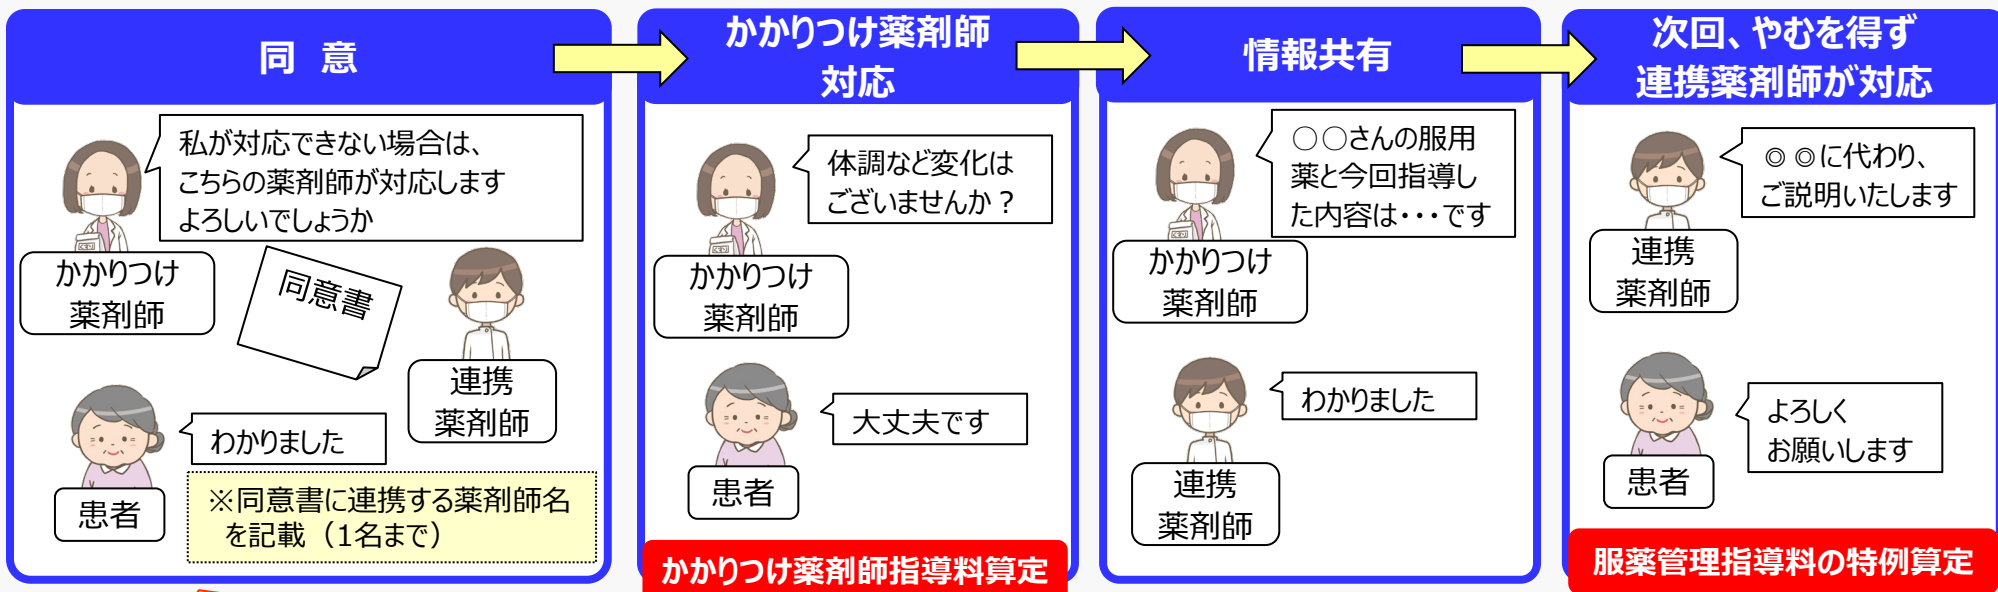 同 意
私が対応できない場合は、
こちらの薬剤師が対応します
よろしいでしょうか
かかりつけ
薬剤師
同意書
連携
薬剤師
わかりました
患者
※同意書に連携する薬剤師名
を記載（1名まで）
かかりつけ薬剤師
対応
体調など変化は
ございませんか？
かかりつけ
薬剤師
大丈夫です
患者
かかりつけ薬剤師指導料算定
情報共有
○○さんの服用
薬と今回指導し
た内容は・・・です
かかりつけ
薬剤師
わかりました
連携
薬剤師
次回、やむを得ず
連携薬剤師が対応
◎ ◎に代わり、
ご説明いたします
連携
薬剤師
よろしく
お願いします
患者
服薬管理指導料の特例算定